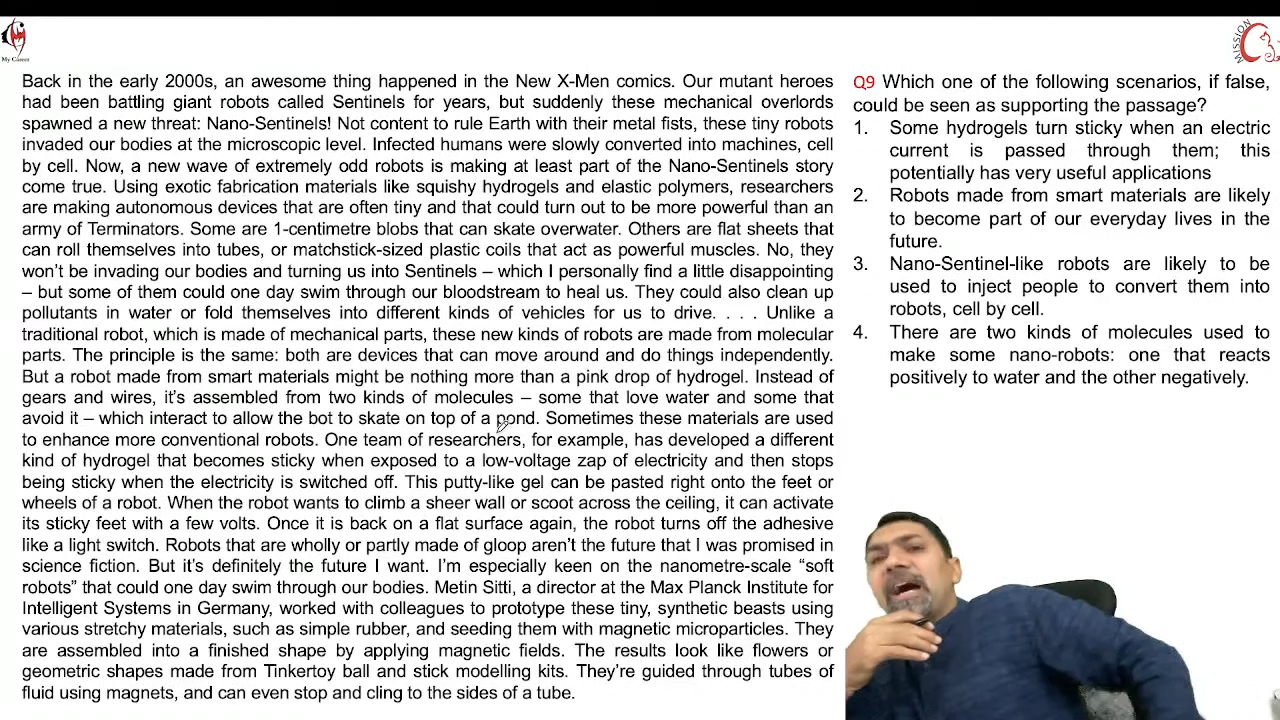 My Career
MISSION
Back in the early 2000s, an awesome thing happened in the New X-Men comics. Our mutant heroes
had been battling giant robots called Sentinels for years, but suddenly these mechanical overlords
spawned a new threat: Nano-Sentinels! Not content to rule Earth with their metal fists, these tiny robots
invaded our bodies at the microscopic level. Infected humans were slowly converted into machines, cell
by cell. Now, a new wave of extremely odd robots is making at least part of the Nano-Sentinels story
come true. Using exotic fabrication materials like squishy hydrogels and elastic polymers, researchers
are making autonomous devices that are often tiny and that could turn out to be more powerful than an
army of Terminators. Some are 1-centimetre blobs that can skate overwater. Others are flat sheets that
can roll themselves into tubes, or matchstick-sized plastic coils that act as powerful muscles. No, they
won't be invading our bodies and turning us into Sentinels – which I personally find a little disappointing
– but some of them could one day swim through our bloodstream to heal us. They could also clean up
pollutants in water or fold themselves into different kinds of vehicles for us to drive. . . . Unlike a
traditional robot, which is made of mechanical parts, these new kinds of robots are made from molecular
parts. The principle is the same: both are devices that can move around and do things independently.
But a robot made from smart materials might be nothing more than a pink drop of hydrogel. Instead of
gears and wires, it's assembled from two kinds of molecules – some that love water and some that
avoid it – which interact to allow the bot to skate on top of a pond. Sometimes these materials are used
to enhance more conventional robots. One team of researchers, for example, has developed a different
kind of hydrogel that becomes sticky when exposed to a low-voltage zap of electricity and then stops
being sticky when the electricity is switched off. This putty-like gel can be pasted right onto the feet or
wheels of a robot. When the robot wants to climb a sheer wall or scoot across the ceiling, it can activate
its sticky feet with a few volts. Once it is back on a flat surface again, the robot turns off the adhesive
like a light switch. Robots that are wholly or partly made of gloop aren't the future that I was promised in
science fiction. But it's definitely the future I want. I'm especially keen on the nanometre-scale “soft
robots” that could one day swim through our bodies. Metin Sitti, a director at the Max Planck Institute for
Intelligent Systems in Germany, worked with colleagues to prototype these tiny, synthetic beasts using
various stretchy materials, such as simple rubber, and seeding them with magnetic microparticles. They
are assembled into a finished shape by applying magnetic fields. The results look like flowers or
geometric shapes made from Tinkertoy ball and stick modelling kits. They're guided through tubes of
fluid using magnets, and can even stop and cling to the sides of a tube.
Q9 Which one of the following scenarios, if false,
could be seen as supporting the passage?
1. Some hydrogels turn sticky when an electric
current is passed through them; this
potentially has very useful applications
2. Robots made from smart materials are likely
to become part of our everyday lives in the
future.
3. Nano-Sentinel-like robots are likely to be
used to inject people to convert them into
robots, cell by cell.
4. There are two kinds of molecules used to
make some nano-robots: one that reacts
positively to water and the other negatively.